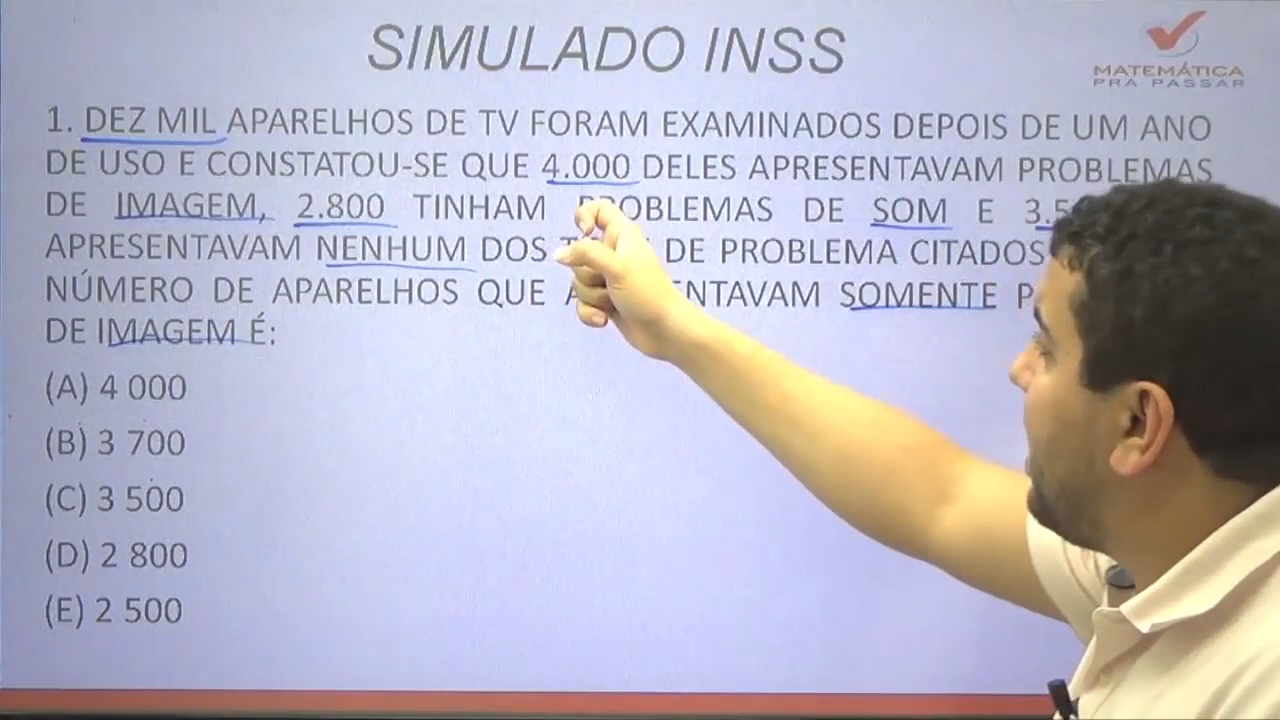 SIMULADO INSS
MATEMÁTICA
PRA PASSAR
1. DEZ MIL APARELHOS DE TV FORAM EXAMINADOS DEPOIS DE UM ANO
DE USO E CONSTATOU-SE QUE 4.000 DELES APRESENTAVAM PROBLEMAS
DE IMAGEM, 2.800 TINHAM PROBLEMAS DE SOM E
APRESENTAVAM NENHUM DOS DE PROBLEMA CITADOS
NÚMERO DE APARELHOS QUE SOMENTE
DE IMAGEM É:
(A) 4 000
(B) 3 700
(C) 3 500
(D) 2 800
(E) 2 500